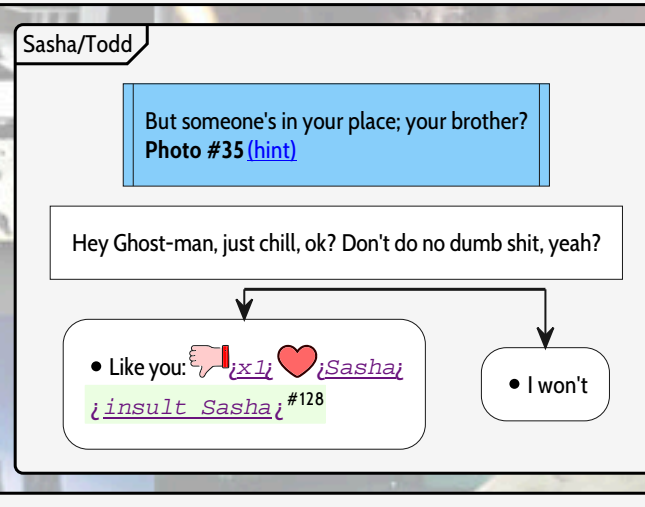 Sasha/Todd
But someone's in your place; your brother?
Photo #35 (hint)
Hey Ghost-man, just chill, ok? Don't do no dumb shit, yeah?
• Like you: ¿x1¿ ¿Sasha¿
¿insult Sasha¿ #128
• I won't